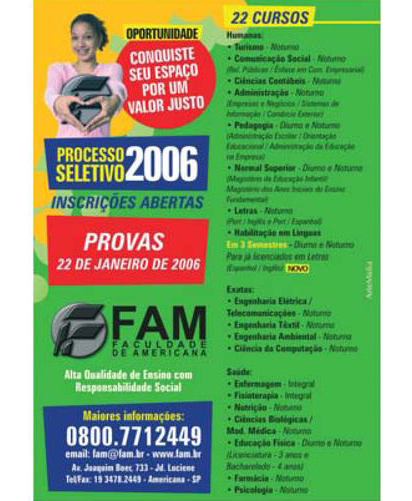 OPORTUNIDADE
CONQUISTE
SEU ESPAÇO
POR UM
VALOR JUSTO
PROCESSO
SELETIVO 2006
INSCRIÇÕES ABERTAS
PROVAS
22 DE JANEIRO DE 2006
FAM
FACULDADE
DE AMERICANA
Alta Qualidade de Ensino com
Responsabilidade Social
Maiores informações:
0800.7712449
email: fam@fam.br - www.fam.br
Av. Joaquim Boer, 733 - Jd. Luciene
Tel/Fax: 19 3478.2449 - Americana - SP
22 CURSOS
Humanas:
• Turismo - Noturno
• Comunicação Social - Noturno
(Rel. Públicas / Ênfase em Com. Empresarial)
• Ciências Contábeis - Noturno
• Administração - Noturno
(Empresas e Negócios / Sistemas de
Informação / Comércio Exterior)
• Pedagogia - Diurno e Noturno
(Administração Escolar / Orientação
Educacional / Administração da Educação
na Empresa)
• Normal Superior - Diurno e Noturno
(Magistério da Educação Infantil/
Magistério dos Anos Iniciais do Ensino
Fundamental)
• Letras - Noturno
(Port / Inglês e Port / Espanhol)
• Habilitação em Línguas
Em 3 Semestres - Diurno e Noturno
Para já licenciados em Letras
(Espanhol / Inglês) NOVO
Exatas:
• Engenharia Elétrica /
Telecomunicações - Noturno
• Engenharia Têxtil - Noturno
• Engenharia Ambiental - Noturno
• Ciência da Computação - Noturno
Saúde:
• Enfermagem - Integral
• Fisioterapia - Integral
• Nutrição - Noturno
• Ciências Biológicas /
Mod. Médica - Noturno
• Educação Física - Diurno e Noturno
(Licenciatura - 3 anos e
Bacharelado - 4 anos)
• Farmácia - Noturno
• Psicologia - Noturno